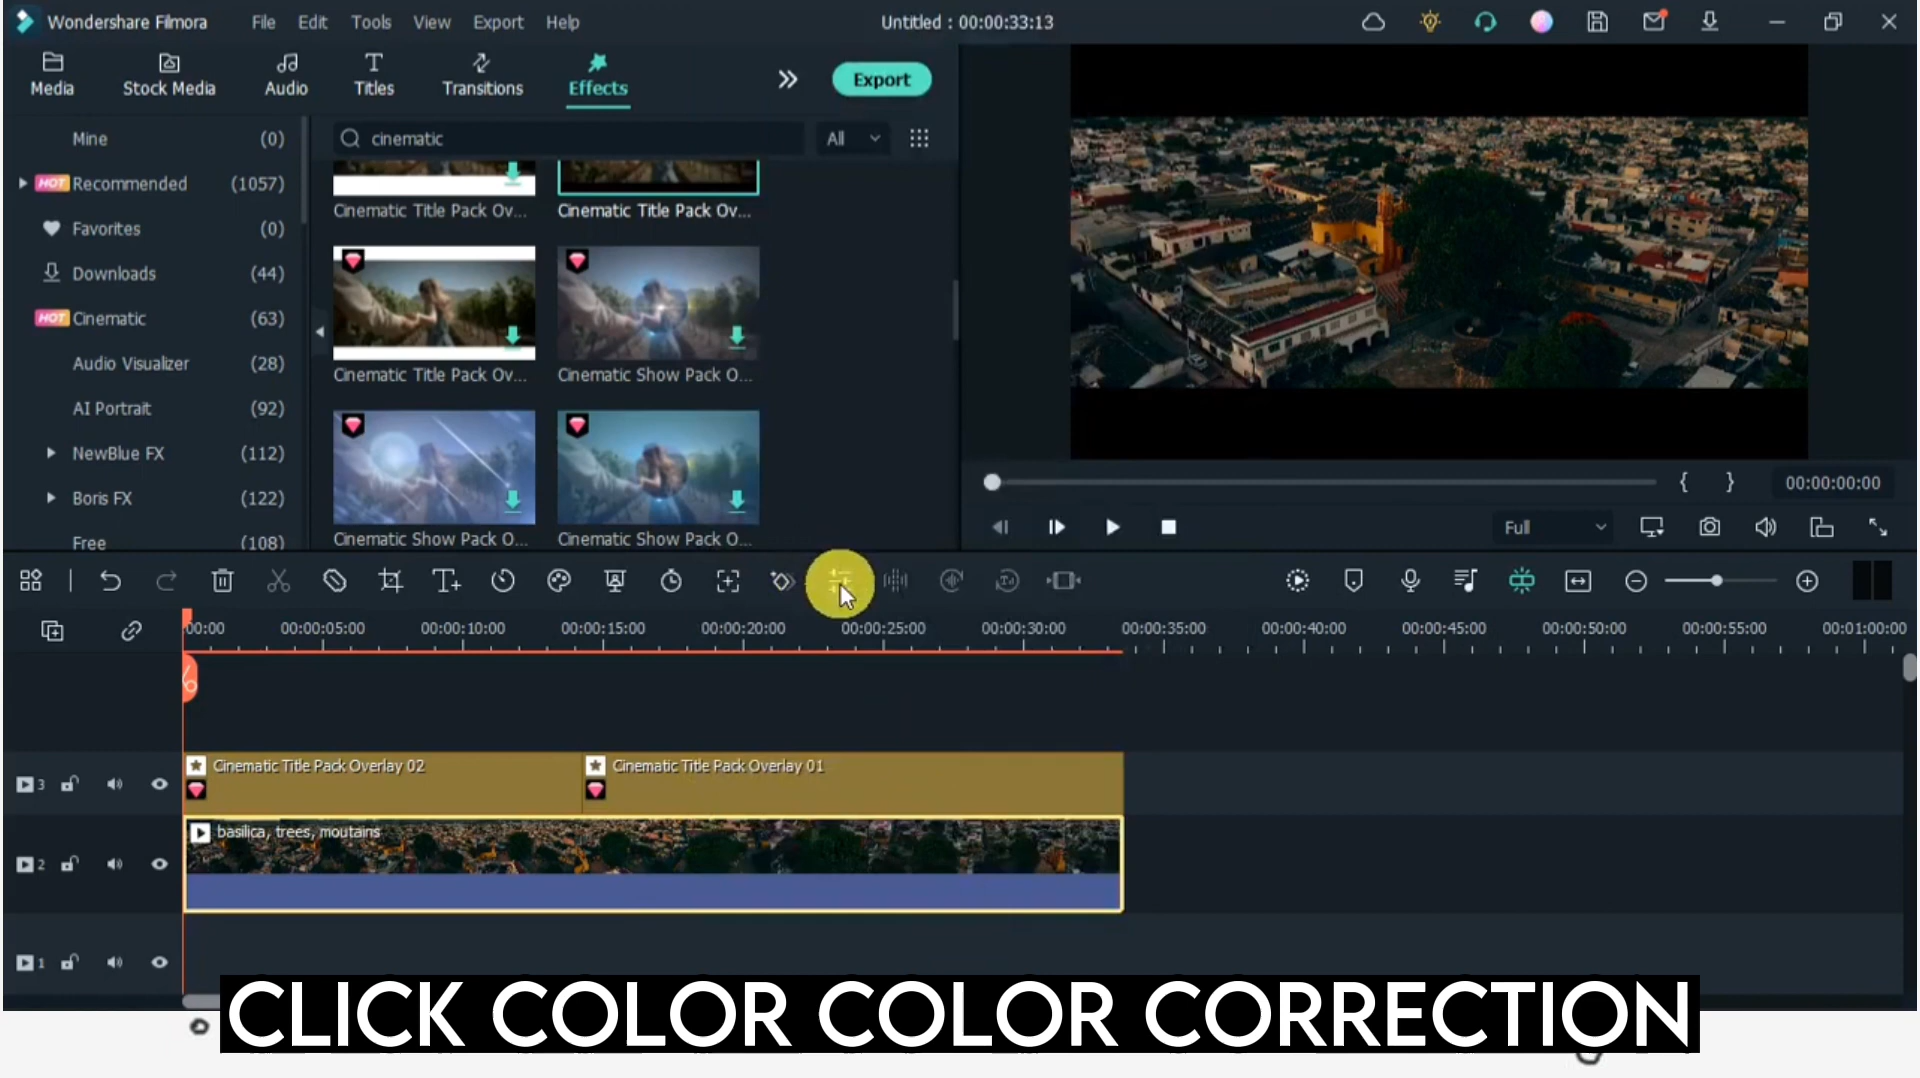 Wondershare Filmora File Edit Tools View Export Help Untitled : 00:00:33:13
Media Stock Media Audio Titles Transitions Effects Export
Mine (0)
HOT Recommended (1057)
Favorites (0)
Downloads (44)
HOT Cinematic (63)
Audio Visualizer (28)
AI Portrait (92)
NewBlue FX (112)
Boris FX (122)
Free (108)
cinematic All
Cinematic Title Pack Ov... Cinematic Title Pack Ov...
Cinematic Title Pack Ov... Cinematic Show Pack O...
Cinematic Show Pack O... Cinematic Show Pack O...
{ } 00:00:00:00
Full
00:00 00:00:05:00 00:00:10:00 00:00:15:00 00:00:20:00 00:00:25:00 00:00:30:00 00:00:35:00 00:00:40:00 00:00:45:00 00:00:50:00 00:00:55:00 00:01:00:00
3 Cinematic Title Pack Overlay 02 Cinematic Title Pack Overlay 01
2 basilica, trees, moutains
1
CLICK COLOR COLOR CORRECTION